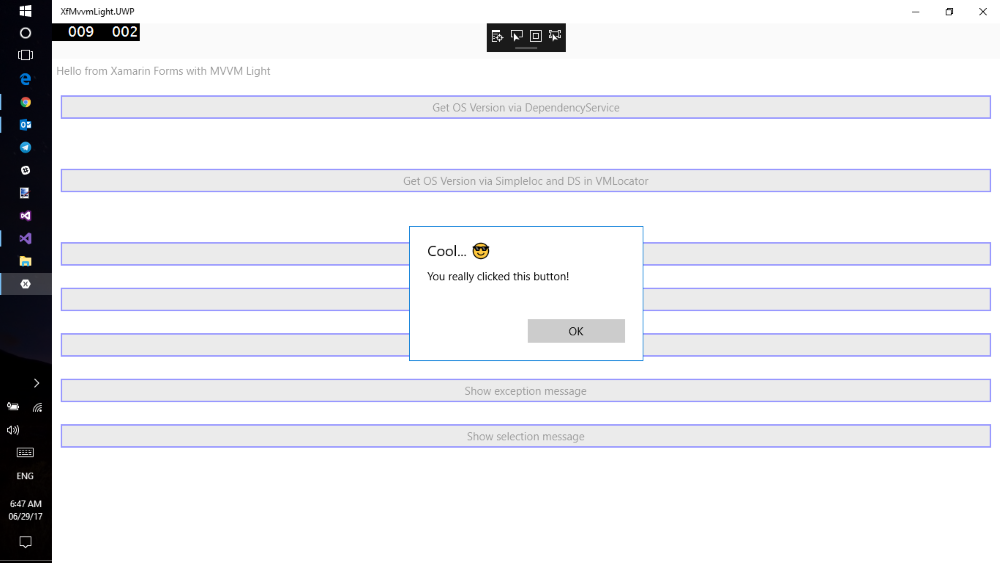 XfMvvmLight.UWP
009 002
Hello from Xamarin Forms with MVVM Light
Get OS Version via DependencyService
Get OS Version via SimpleIoc and DS in VMLocator
Cool... 😎
You really clicked this button!
OK
Show exception message
Show selection message
ENG
6:47 AM
06/29/17